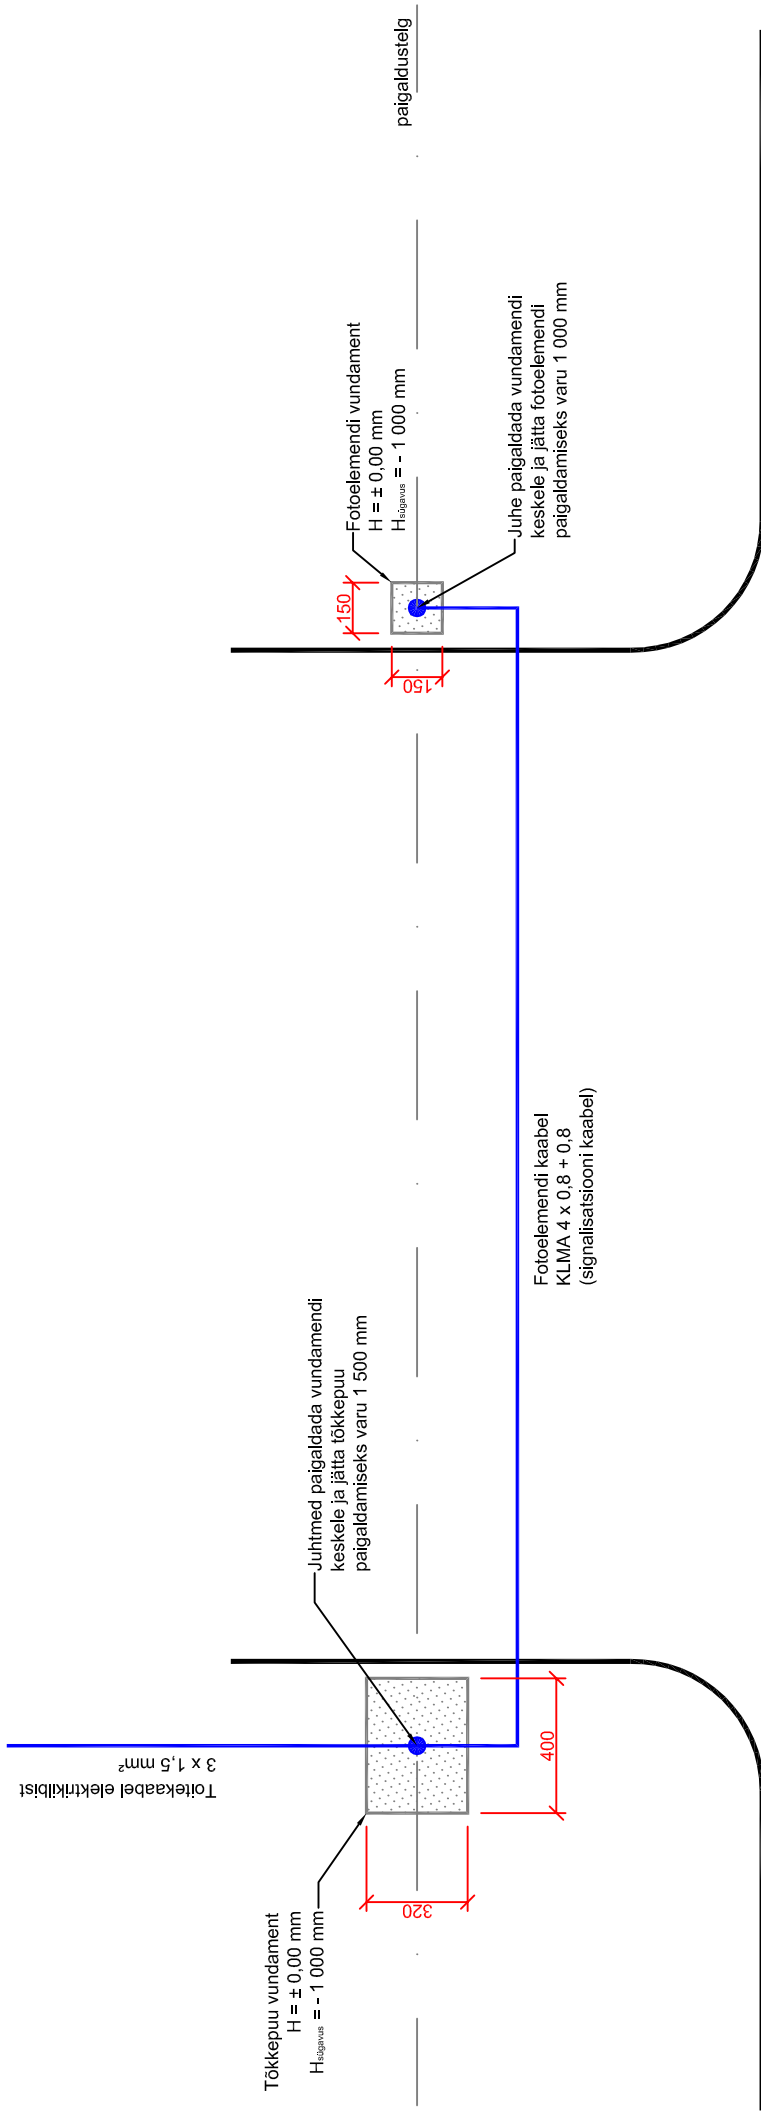 Toitekaabel elektrikilbist
3 x 1,5 mm²
Tõkkepuu vundament
H = ± 0,00 mm
Hsügavus = - 1 000 mm
320
400
Juhtmed paigaldada vundamendi
keskele ja jätta tõkkepuu
paigaldamiseks varu 1 500 mm
Fotoelemendi kaabel
KLMA 4 x 0,8 + 0,8
(signalisatsiooni kaabel)
Fotoelemendi vundament
H = ± 0,00 mm
Hsügavus = - 1 000 mm
150
150
Juhe paigaldada vundamendi
keskele ja jätta fotoelemendi
paigaldamiseks varu 1 000 mm
paigaldustelg